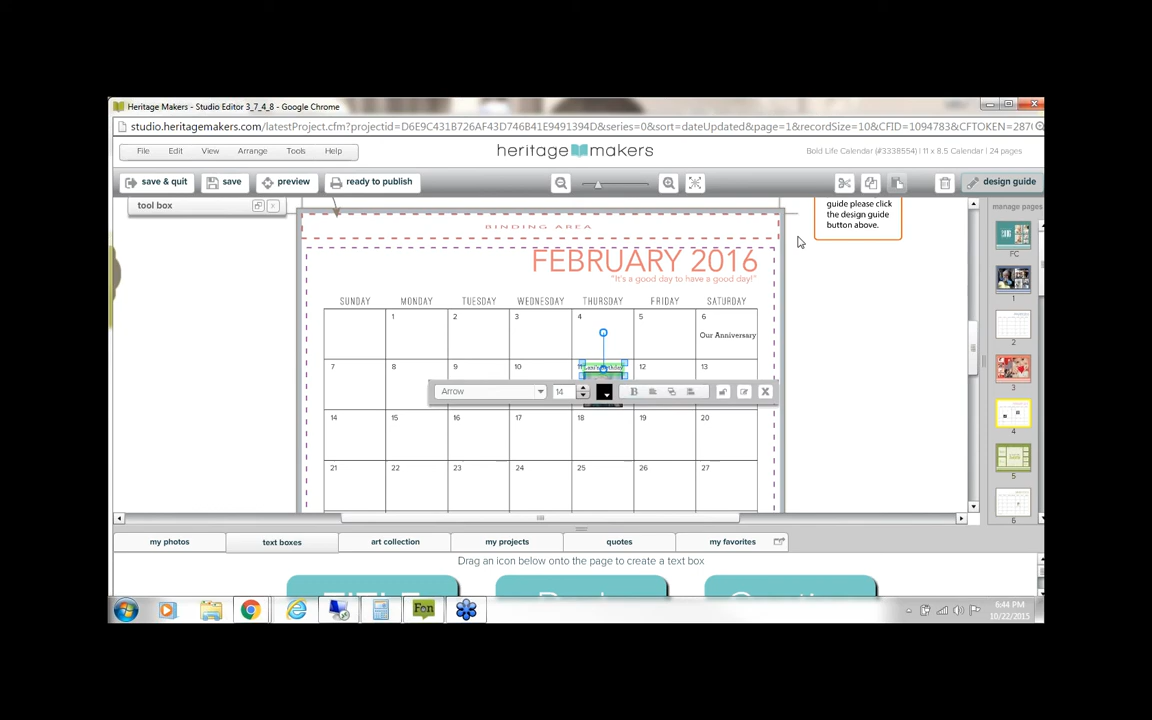 Heritage Makers - Studio Editor 3_7_4_8 - Google Chrome
studio.heritagemakers.com/latestProject.cfm?projectid=D6E9C431B726AF43D746B41E9491394D&series=0&sort=dateUpdated&page=1&recordSize=10&CFID=1094783&CFTOKEN=287
File Edit View Arrange Tools Help
heritage makers
Bold Life Calendar (#3338554) | 11 x 8.5 Calendar | 24 pages
save & quit save preview ready to publish design guide
tool box
guide please click
the design guide
button above.
manage pages
BINDING AREA
FEBRUARY 2016
"It's a good day to have a good day!"
SUNDAY MONDAY TUESDAY WEDNESDAY THURSDAY FRIDAY SATURDAY
1 2 3 4 5 6
Our Anniversary
7 8 9 10 11 12 13
Arrow 14 B
14 15 16 17 18 19 20
21 22 23 24 25 26 27
FC
1
2
3
4
5
6
my photos text boxes art collection my projects quotes my favorites
Drag an icon below onto the page to create a text box
Fon
6:44 PM
10/22/2015